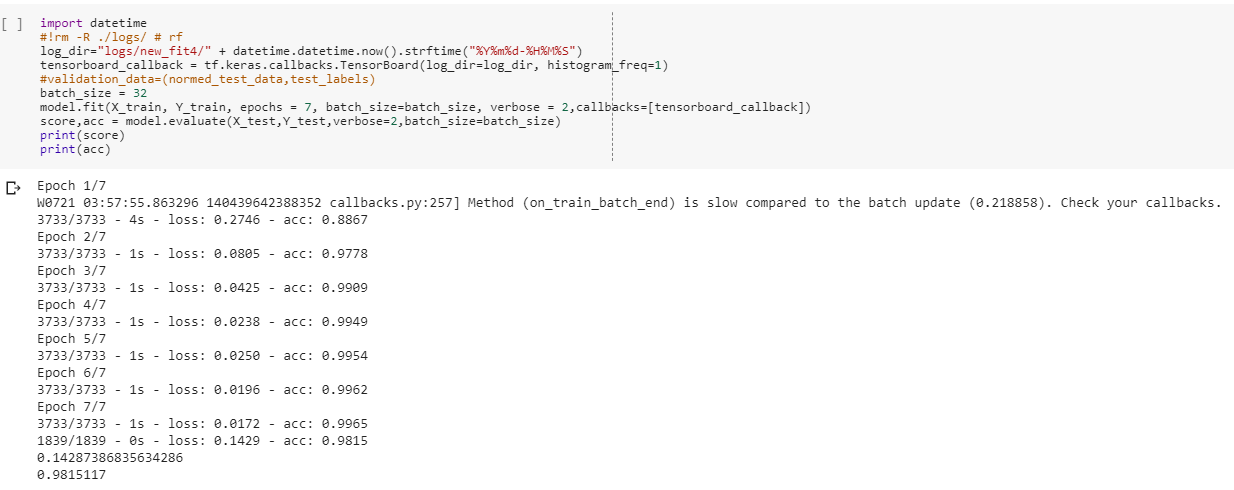 [ ] import datetime
#!rm -R ./logs/ # rf
log_dir="logs/new_fit4/" + datetime.datetime.now().strftime("%Y%m%d-%H%M%S")
tensorboard_callback = tf.keras.callbacks.TensorBoard(log_dir=log_dir, histogram_freq=1)
#validation_data=(normed_test_data,test_labels)
batch_size = 32
model.fit(X_train, Y_train, epochs = 7, batch_size=batch_size, verbose = 2,callbacks=[tensorboard_callback])
score,acc = model.evaluate(X_test,Y_test,verbose=2,batch_size=batch_size)
print(score)
print(acc)
Epoch 1/7
W0721 03:57:55.863296 140439642388352 callbacks.py:257] Method (on_train_batch_end) is slow compared to the batch update (0.218858). Check your callbacks.
3733/3733 - 4s - loss: 0.2746 - acc: 0.8867
Epoch 2/7
3733/3733 - 1s - loss: 0.0805 - acc: 0.9778
Epoch 3/7
3733/3733 - 1s - loss: 0.0425 - acc: 0.9909
Epoch 4/7
3733/3733 - 1s - loss: 0.0238 - acc: 0.9949
Epoch 5/7
3733/3733 - 1s - loss: 0.0250 - acc: 0.9954
Epoch 6/7
3733/3733 - 1s - loss: 0.0196 - acc: 0.9962
Epoch 7/7
3733/3733 - 1s - loss: 0.0172 - acc: 0.9965
1839/1839 - 0s - loss: 0.1429 - acc: 0.9815
0.14287386835634286
0.9815117